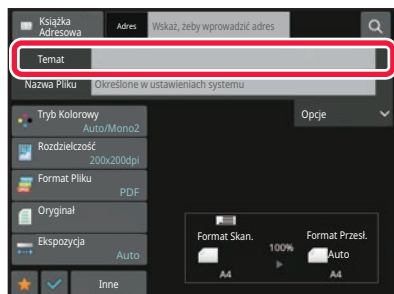 Książka
Adresowa
Adres
Wskaż, żeby wprowadzić adres
Temat
Nazwa Pliku
Określone w ustawieniach systemu
Tryb Kolorowy
Auto/Mono2
Opcje
Rozdzielczość
200x200dpi
Format Pliku
PDF
Oryginał
Ekspozycja
Auto
Inne
Format Skan.
100%
Format Przesł.
Auto
A4
A4